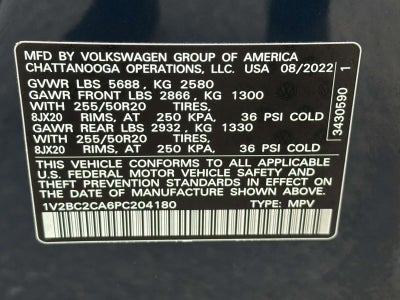 MFD BY VOLKSWAGEN GROUP OF AMERICA
CHATTANOOGA OPERATIONS, LLC. USA 08/2022
GVWR LBS 5688, KG 2580
GAWR FRONT LBS 2866, KG 1300
WITH 255/50R20 TIRES,
8JX20 RIMS, AT 250 KPA, 36 PSI COLD
GAWR REAR LBS 2932, KG 1330
WITH 255/50R20 TIRES,
8JX20 RIMS, AT 250 KPA, 36 PSI COLD
THIS VEHICLE CONFORMS TO ALL APPLICABLE
U.S. FEDERAL MOTOR VEHICLE SAFETY AND
THEFT PREVENTION STANDARDS IN EFFECT ON
THE DATE OF MANUFACTURE SHOWN ABOVE
1V2BC2CA6PC204180 TYPE: MPV
3430590 1